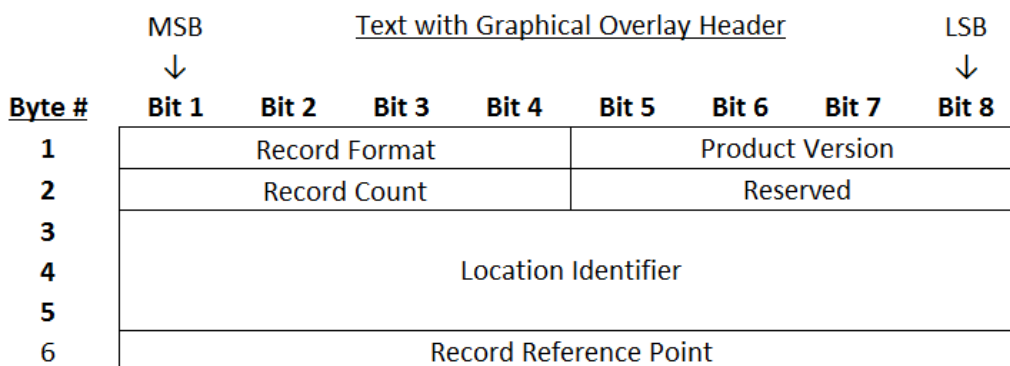 MSB Text with Graphical Overlay Header LSB
↓ ↓
Byte # Bit 1 Bit 2 Bit 3 Bit 4 Bit 5 Bit 6 Bit 7 Bit 8
1 Record Format Product Version
2 Record Count Reserved
3
4 Location Identifier
5
6 Record Reference Point